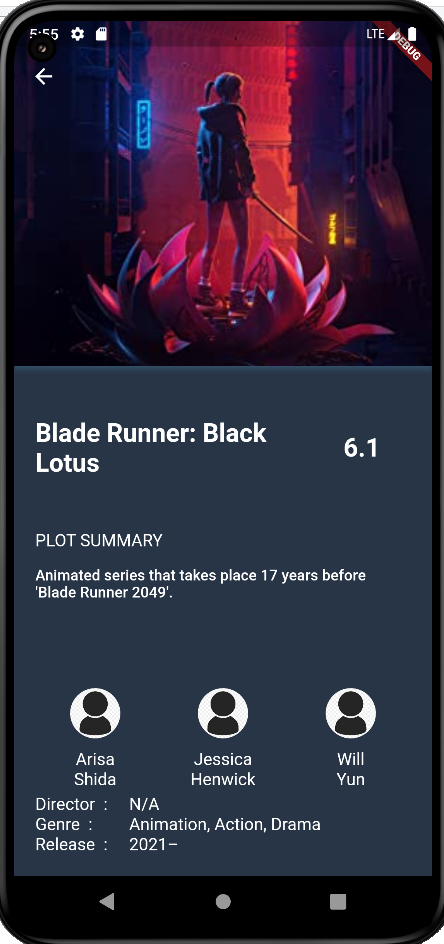 5:55
LTE
DEBUG
Blade Runner: Black
Lotus
6.1
PLOT SUMMARY
Animated series that takes place 17 years before
'Blade Runner 2049'.
Arisa
Shida
Jessica
Henwick
Will
Yun
Director : N/A
Genre : Animation, Action, Drama
Release : 2021–